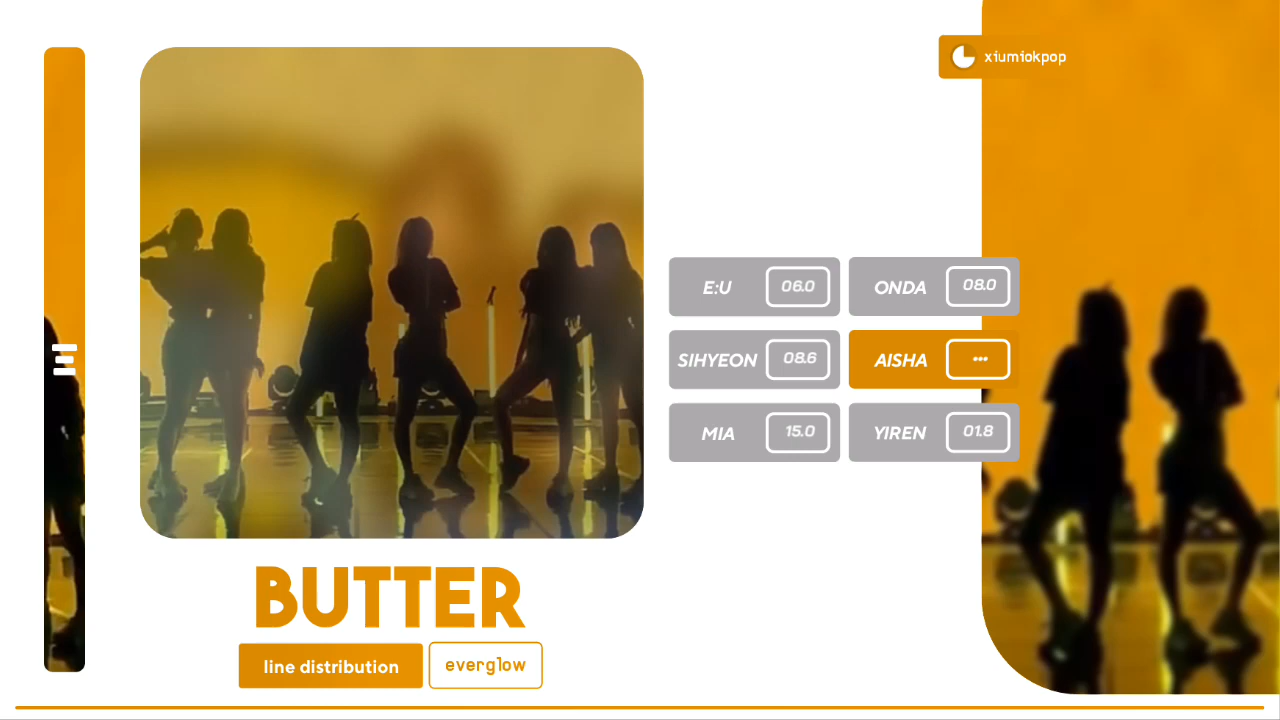 xiumiokpop
E:U 06.0 ONDA 08.0
SIHYEON 08.6 AISHA •••
MIA 15.0 YIREN 01.8
BUTTER
line distribution everglow